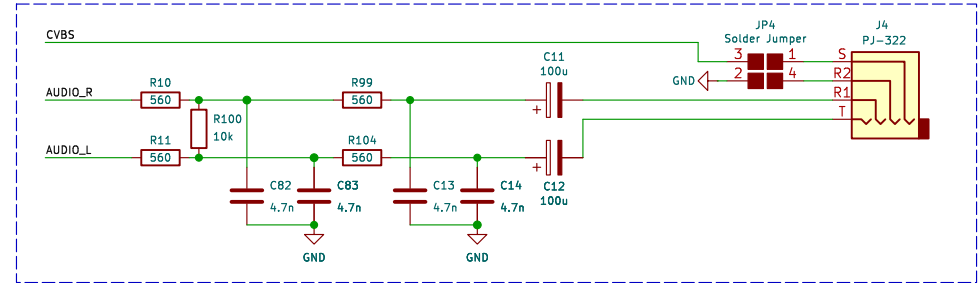 JP4
Solder Jumper
J4
PJ-322
CVBS
3
1
S
GND
2
4
R2
C11
100u
R10
R99
AUDIO_R
560
560
+
R1
R100
10k
T
R11
R104
AUDIO_L
560
560
+
C12
100u
C82
4.7n
C83
4.7n
C13
4.7n
C14
4.7n
GND
GND